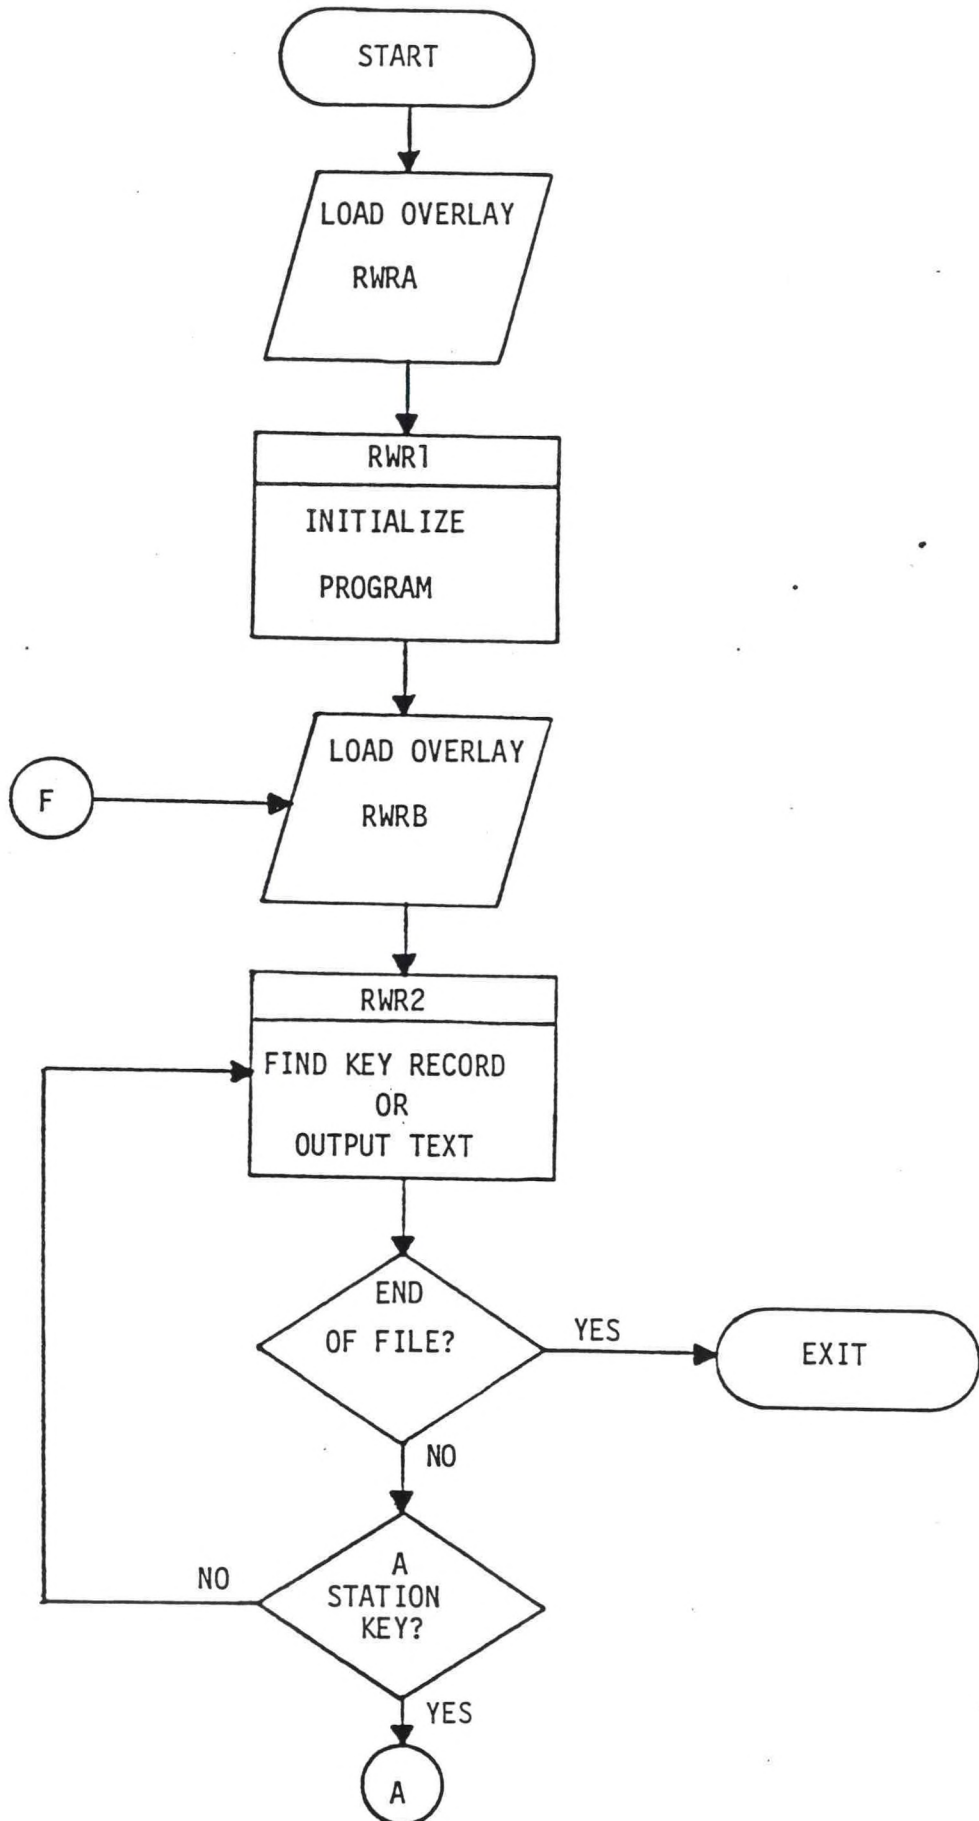 START
LOAD OVERLAY
RWRA
RWR1
INITIALIZE
PROGRAM
LOAD OVERLAY
F
RWRB
RWR2
FIND KEY RECORD
OR
OUTPUT TEXT
END
OF FILE?
YES
EXIT
NO
A
STATION
KEY?
NO
YES
A